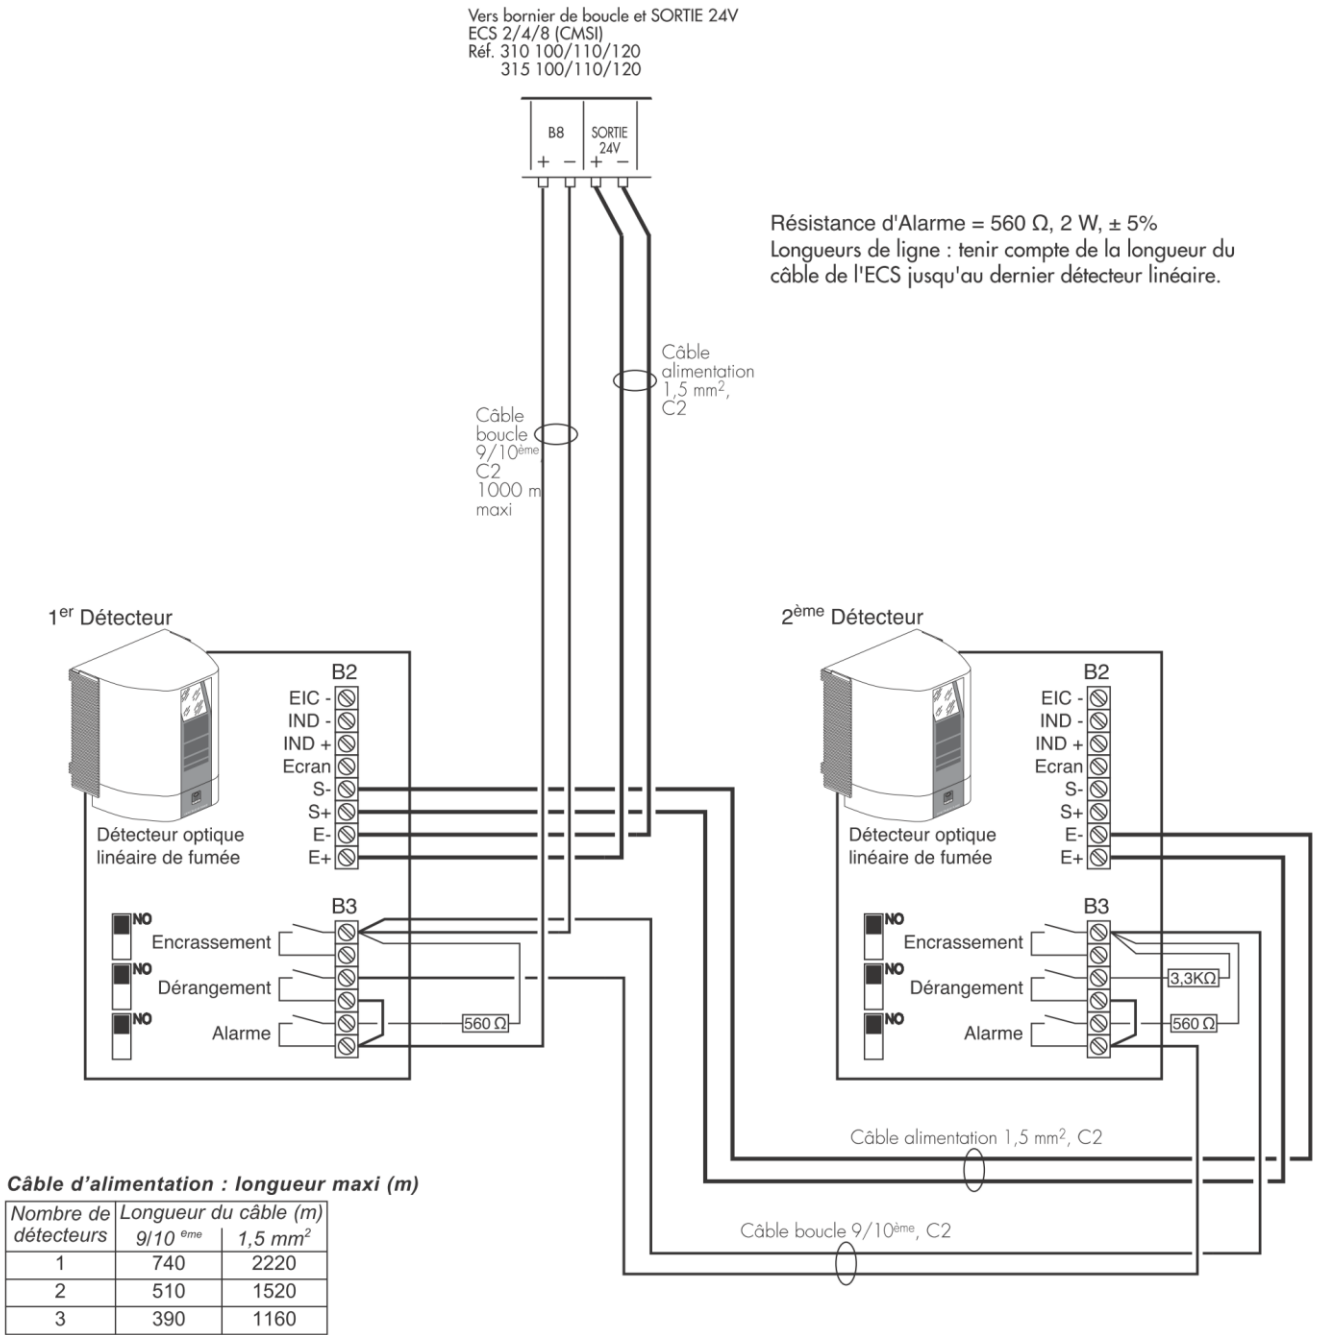 Vers bornier de boucle et SORTIE 24V
ECS 2/4/8 (CMSI)
Réf. 310 100/110/120
315 100/110/120
B8
SORTIE
24V
+ − + −
Résistance d'Alarme = 560 Ω, 2 W, ± 5%
Longueurs de ligne : tenir compte de la longueur du
câble de l'ECS jusqu'au dernier détecteur linéaire.
Câble
alimentation
1,5 mm²,
C2
Câble
boucle
9/10ème,
C2
1000 m
maxi
1er Détecteur
B2
EIC -
IND -
IND +
Ecran
S-
S+
E-
E+
Détecteur optique
linéaire de fumée
B3
NO
Encrassement
NO
Dérangement
NO
Alarme
560 Ω
2ème Détecteur
B2
EIC -
IND -
IND +
Ecran
S-
S+
E-
E+
Détecteur optique
linéaire de fumée
B3
NO
Encrassement
NO
Dérangement
3,3KΩ
NO
Alarme
560 Ω
Câble alimentation 1,5 mm², C2
Câble boucle 9/10ème, C2
Câble d'alimentation : longueur maxi (m)
Nombre de détecteurs Longueur du câble (m)
9/10 eme 1,5 mm²
1 740 2220
2 510 1520
3 390 1160